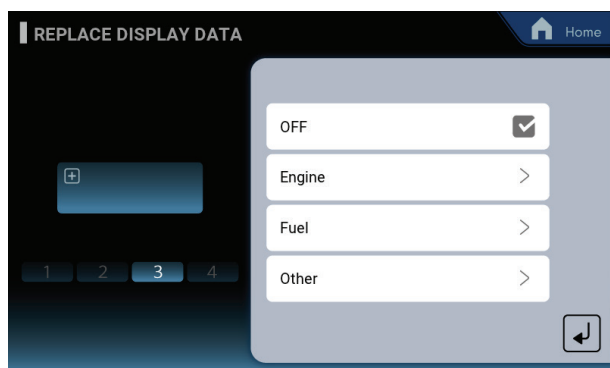 REPLACE DISPLAY DATA
Home
OFF
Engine
Fuel
Other
1 2 3 4